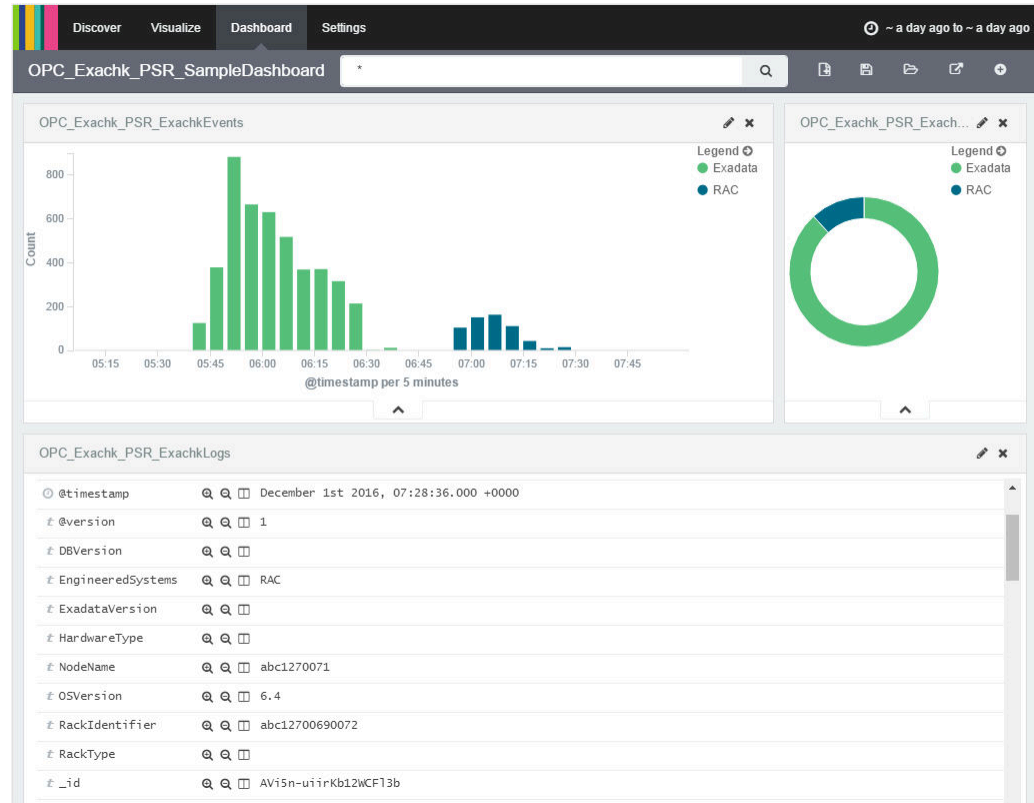 Discover Visualize Dashboard Settings ~ a day ago to ~ a day ago
OPC_Exachk_PSR_SampleDashboard *
OPC_Exachk_PSR_ExachkEvents
Legend
Exadata
RAC
Count
800
600
400
200
0
05:15 05:30 05:45 06:00 06:15 06:30 06:45 07:00 07:15 07:30 07:45
@timestamp per 5 minutes
OPC_Exachk_PSR_Exach...
Legend
Exadata
RAC
OPC_Exachk_PSR_ExachkLogs
@timestamp December 1st 2016, 07:28:36.000 +0000
t @version 1
t DBVersion
t EngineeredSystems RAC
t ExadataVersion
t HardwareType
t NodeName abc1270071
t OSVersion 6.4
t RackIdentifier abc12700690072
t RackType
t _id AVi5n-uiirKb12WCFl3b